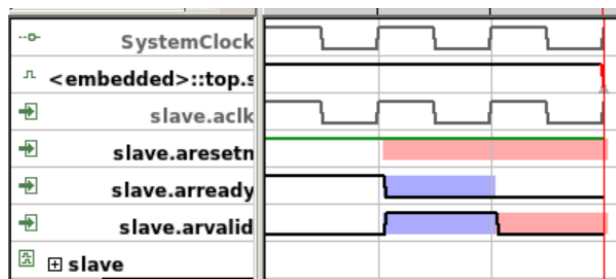 SystemClock
<embedded>::top.s
slave.aclk
slave.aresetn
slave.arready
slave.arvalid
slave